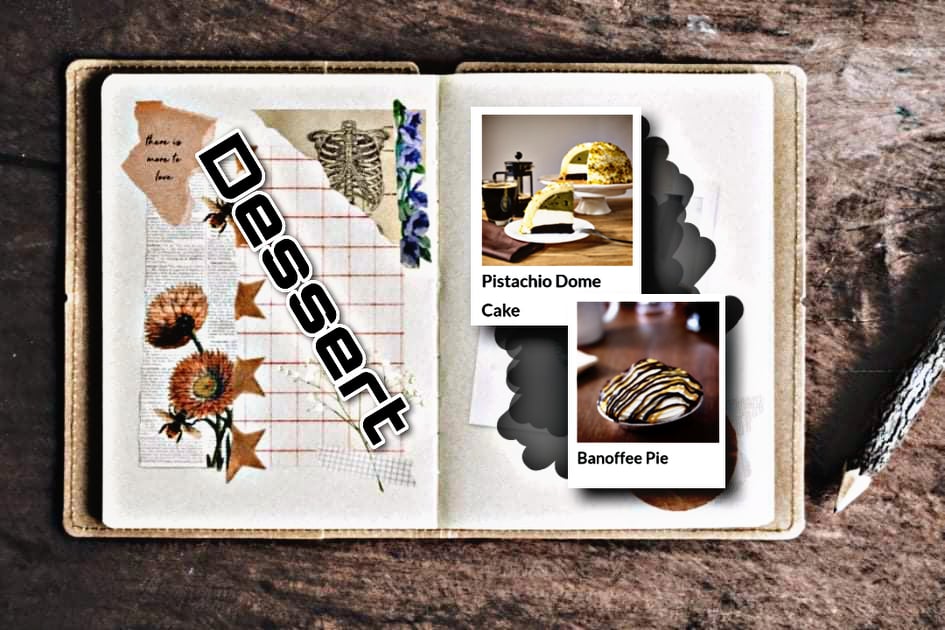 there is
more to
love
Dessert
Pistachio Dome
Cake
Banoffee Pie